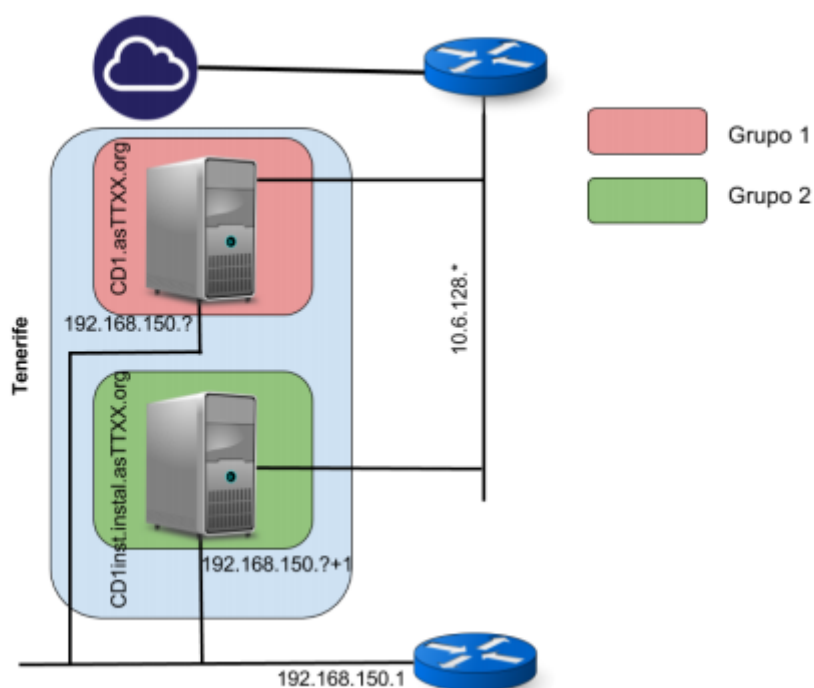 Grupo 1
Grupo 2
CD1.asTTXX.org
192.168.150.?
10.6.128.*
Tenerife
CD1inst.instal.asTTXX.org
192.168.150.?+1
192.168.150.1